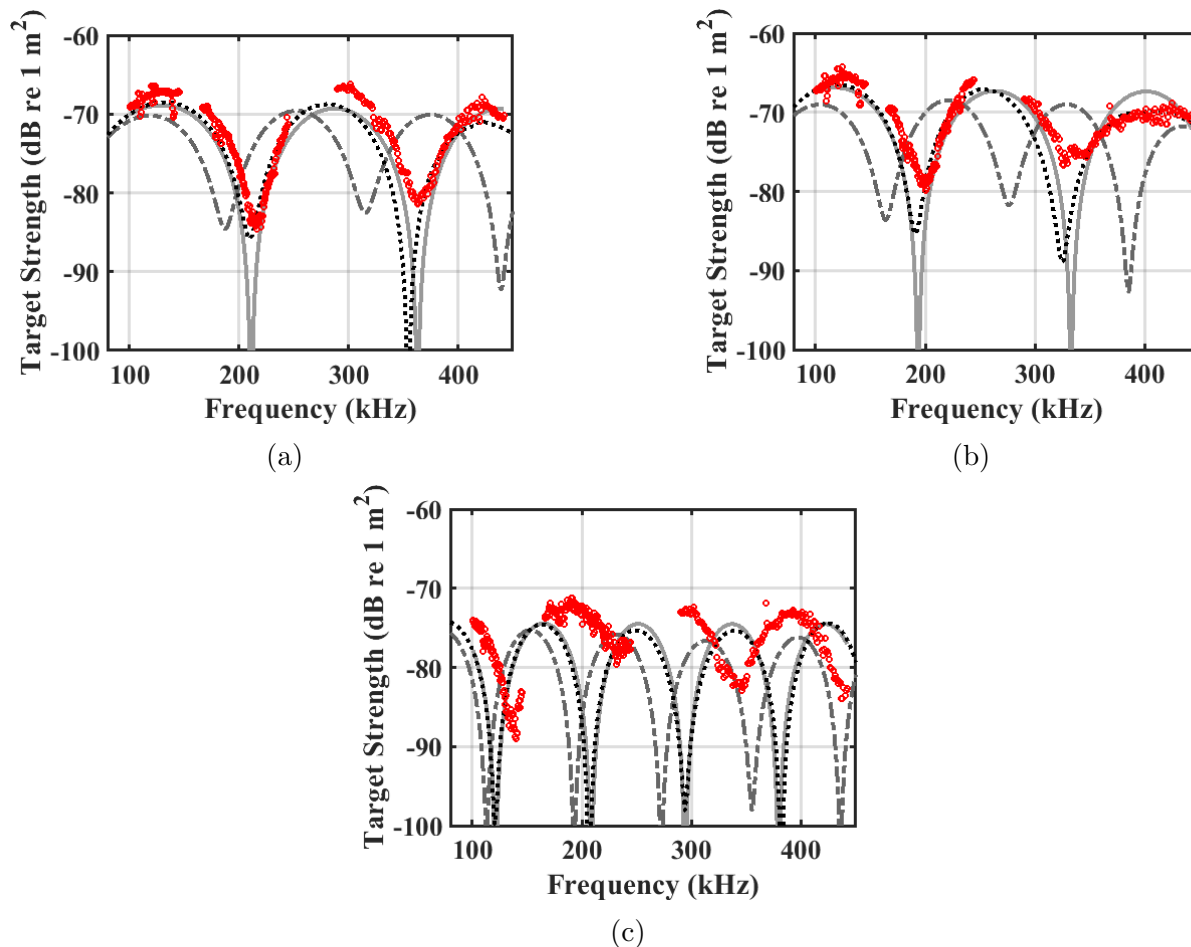 Target Strength (dB re 1 m²)
-60
-70
-80
-90
-100
100 200 300 400
Frequency (kHz)
(a)
Target Strength (dB re 1 m²)
-60
-70
-80
-90
-100
100 200 300 400
Frequency (kHz)
(b)
Target Strength (dB re 1 m²)
-60
-70
-80
-90
-100
100 200 300 400
Frequency (kHz)
(c)